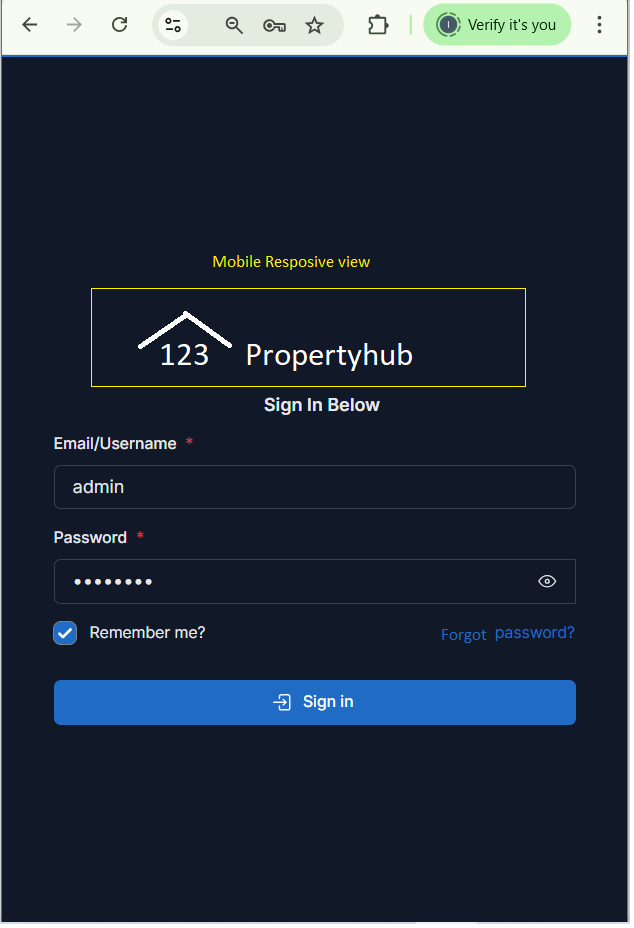 Verify it's you
Mobile Resposive view
123 Propertyhub
Sign In Below
Email/Username *
admin
Password *
Remember me?
Forgot password?
Sign in